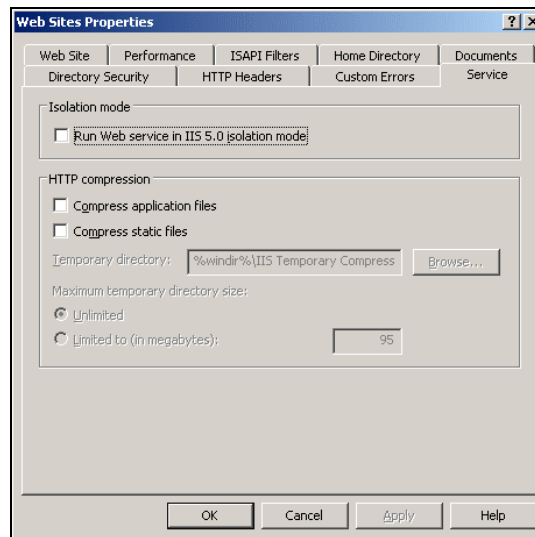 Web Sites Properties
Web Site Performance ISAPI Filters Home Directory Documents
Directory Security HTTP Headers Custom Errors Service
Isolation mode
Run Web service in IIS 5.0 isolation mode
HTTP compression
Compress application files
Compress static files
Temporary directory: %windir%\IIS Temporary Compress Browse...
Maximum temporary directory size:
Unlimited
Limited to (in megabytes): 95
OK Cancel Apply Help